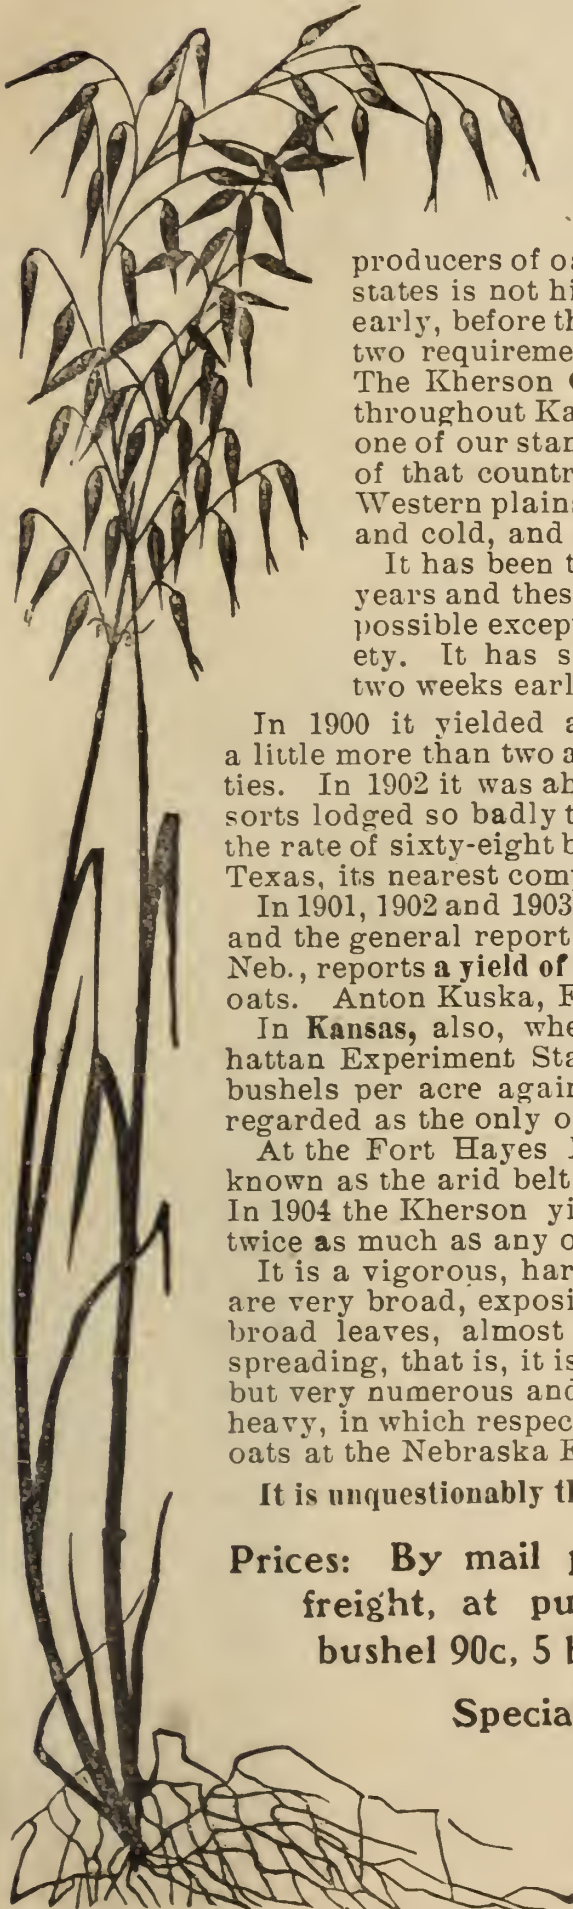 producers of oa
states is not hi
early, before th
two requireme
The Kherson
throughout Ka
one of our stan
of that countr
Western plain
and cold, and
It has been t
years and thes
possible excep
ety. It has s
two weeks earl
In 1900 it yielded a
a little more than two a
ties. In 1902 it was ab
sorts lodged so badly t
the rate of sixty-eight b
Texas, its nearest comp
In 1901, 1902 and 1903
and the general report
Neb., reports a yield of
oats. Anton Kuska, F
In Kansas, also, whe
hattan Experiment Sta
bushels per acre again
regarded as the only o
At the Fort Hayes
known as the arid belt
In 1904 the Kherson yi
twice as much as any o
It is a vigorous, har
are very broad, exposi
broad leaves, almost
spreading, that is, it is
but very numerous and
heavy, in which respec
oats at the Nebraska E
It is unquestionably th
Prices: By mail p
freight, at pu
bushel 90c, 5 b
Specia